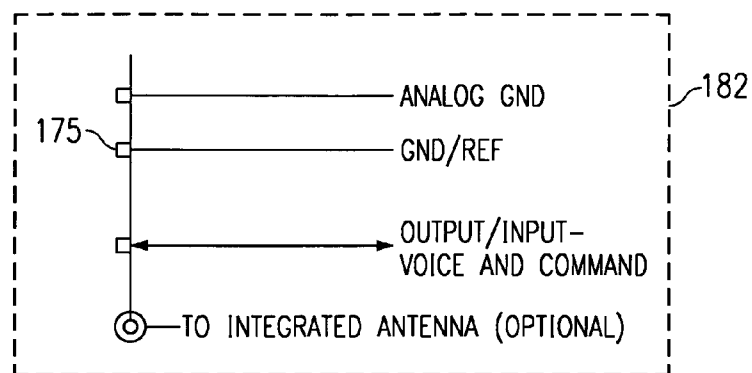 ANALOG GND
182
175
GND/REF
OUTPUT/INPUT-
VOICE AND COMMAND
TO INTEGRATED ANTENNA (OPTIONAL)